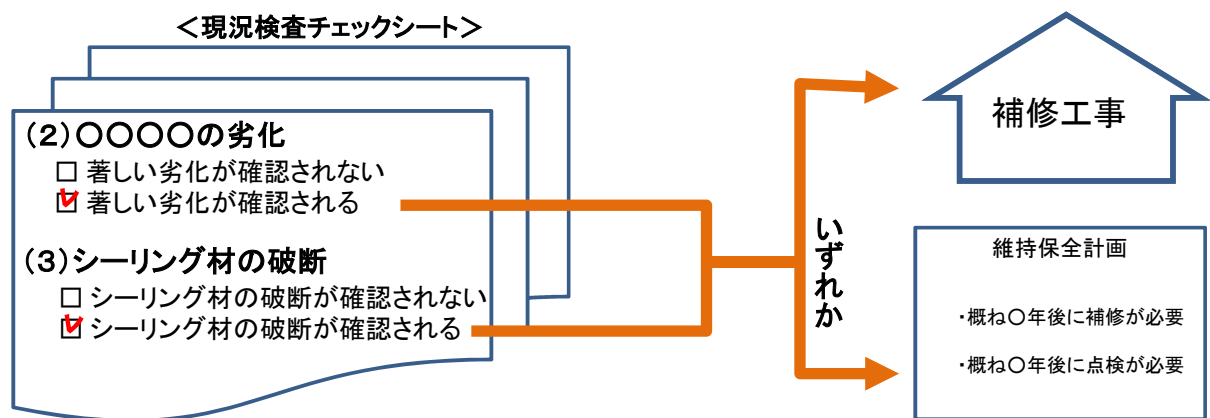 ＜現況検査チェックシート＞
（2）〇〇〇〇の劣化
□ 著しい劣化が確認されない
☑ 著しい劣化が確認される
（3）シーリング材の破断
□ シーリング材の破断が確認されない
☑ シーリング材の破断が確認される
いずれか
補修工事
維持保全計画
・概ね〇年後に補修が必要
・概ね〇年後に点検が必要